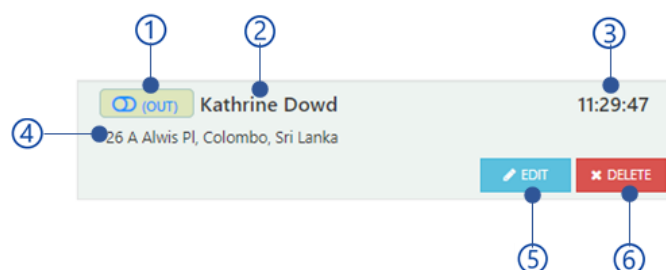 1 2 3
(OUT) Kathrine Dowd 11:29:47
4 26 A Alwis Pl, Colombo, Sri Lanka
EDIT DELETE
5 6